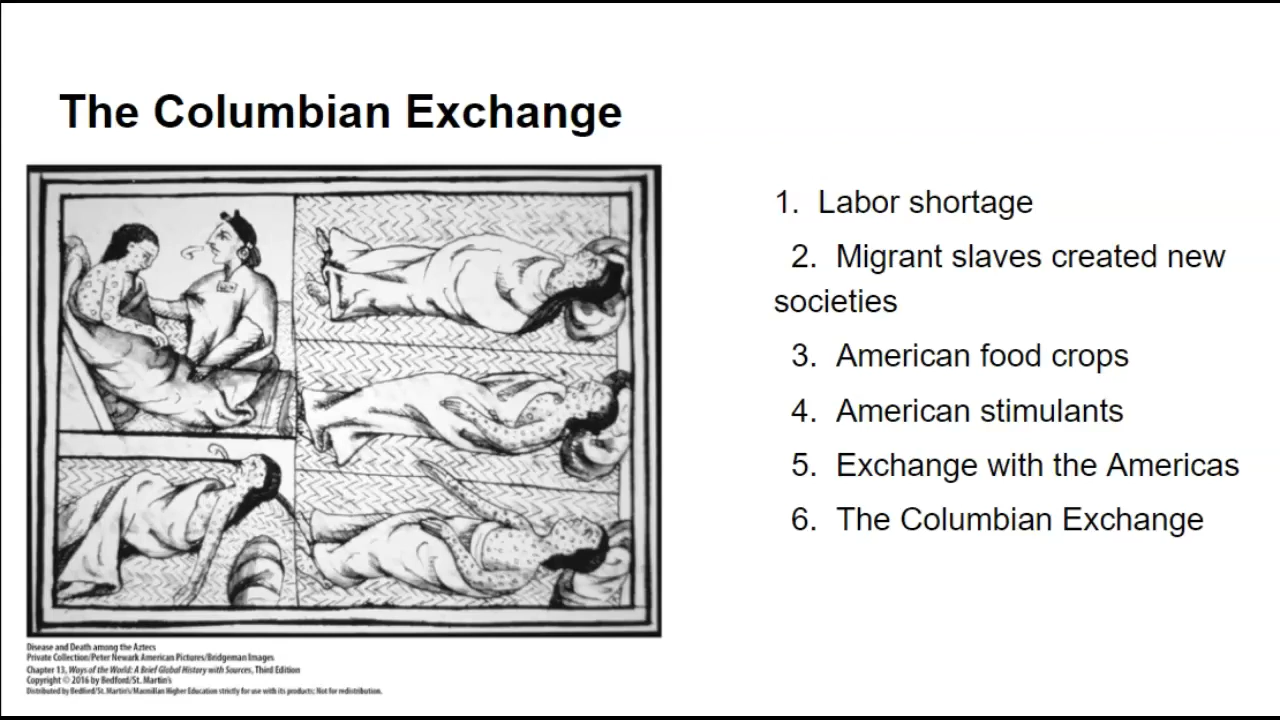 The Columbian Exchange
1. Labor shortage
2. Migrant slaves created new
societies
3. American food crops
4. American stimulants
5. Exchange with the Americas
6. The Columbian Exchange
Disease and Death among the Aztecs
Private Collection/Peter Newark American Pictures/Bridgeman Images
Chapter 13, Ways of the World: A Brief Global History with Sources, Third Edition
Copyright © 2016 by Bedford/St. Martin's
Distributed by Bedford/St. Martin's/Macmillan Higher Education strictly for use with its products; Not for redistribution.